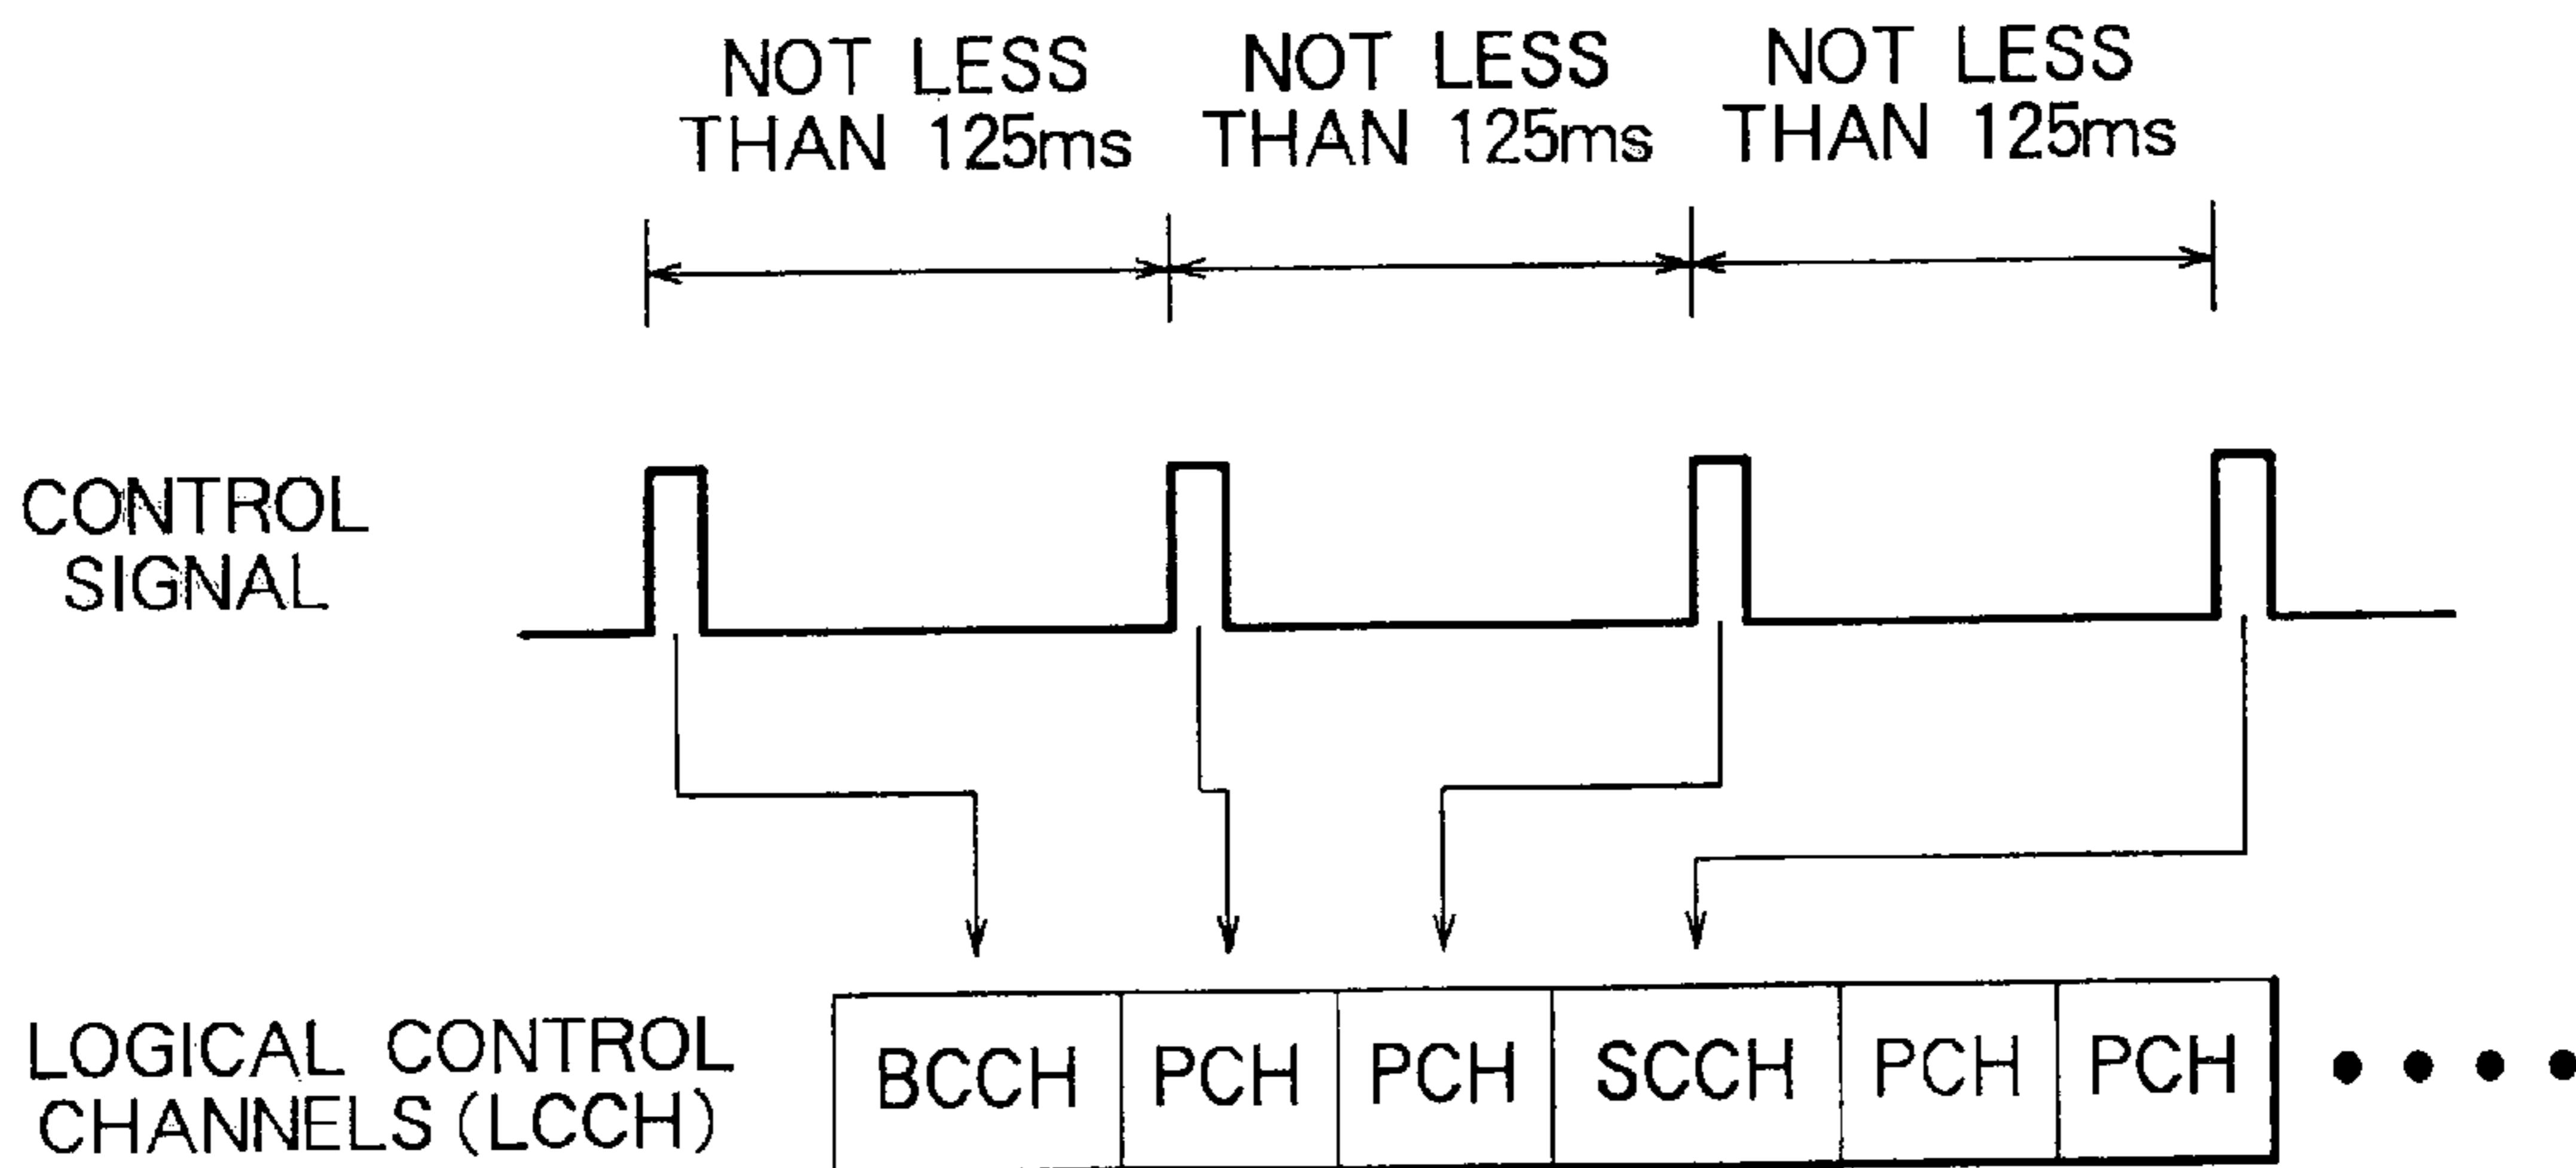 NOT LESS
THAN 125ms
NOT LESS
THAN 125ms
NOT LESS
THAN 125ms
CONTROL
SIGNAL
LOGICAL CONTROL
CHANNELS (LCCH)
BCCH PCH PCH SCCH PCH PCH